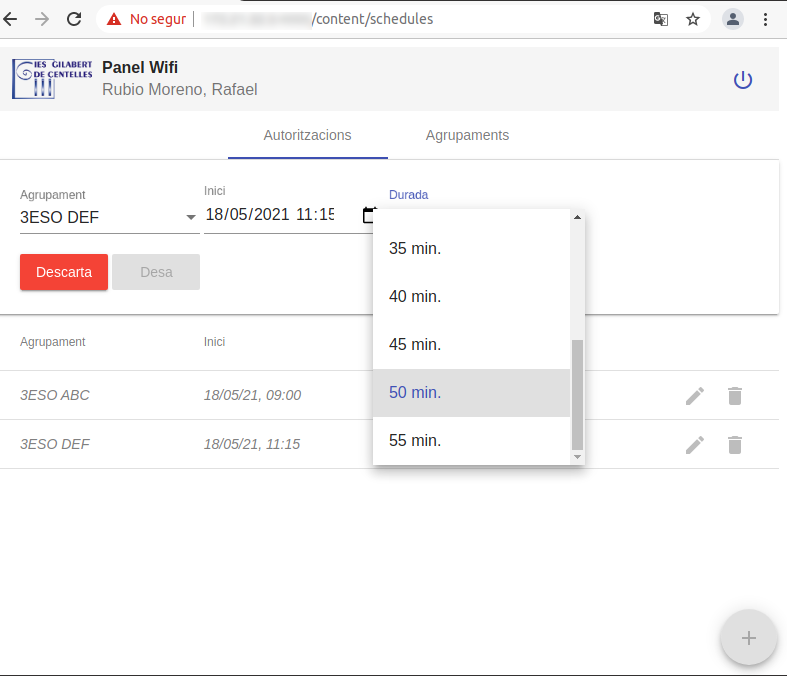 No segur
/content/schedules
IES GILABERT
DE CENTELLES
Panel Wifi
Rubio Moreno, Rafael
Autoritzacions
Agrupaments
Agrupament
Inici
Durada
3ESO DEF
18/05/2021 11:15
35 min.
40 min.
45 min.
50 min.
55 min.
Descarta
Desa
Agrupament
Inici
3ESO ABC
18/05/21, 09:00
3ESO DEF
18/05/21, 11:15